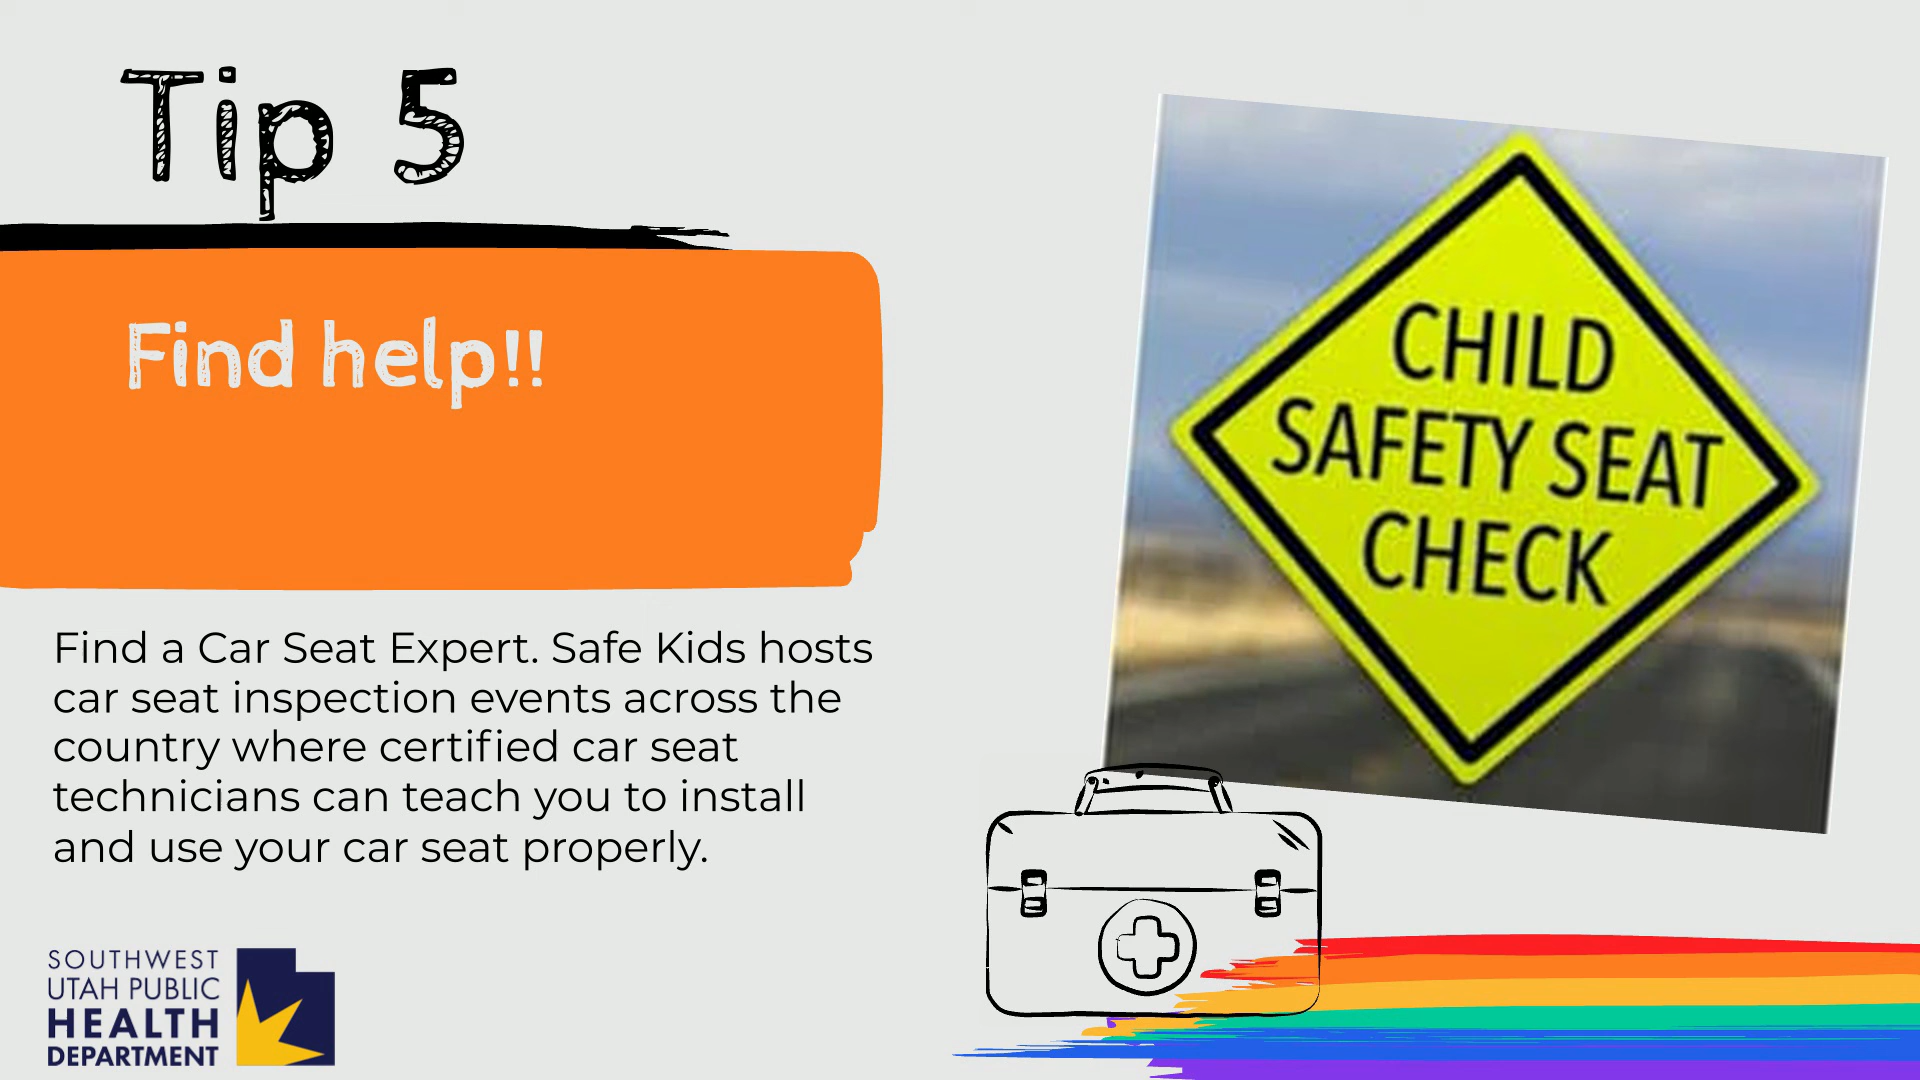 Tip 5
Find help!!
Find a Car Seat Expert. Safe Kids hosts
car seat inspection events across the
country where certified car seat
technicians can teach you to install
and use your car seat properly.
CHILD
SAFETY SEAT
CHECK
SOUTHWEST
UTAH PUBLIC
HEALTH
DEPARTMENT